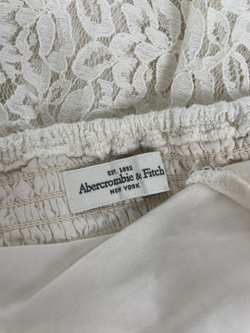 EST. 1892
Abercrombie & Fitch
NEW YORK